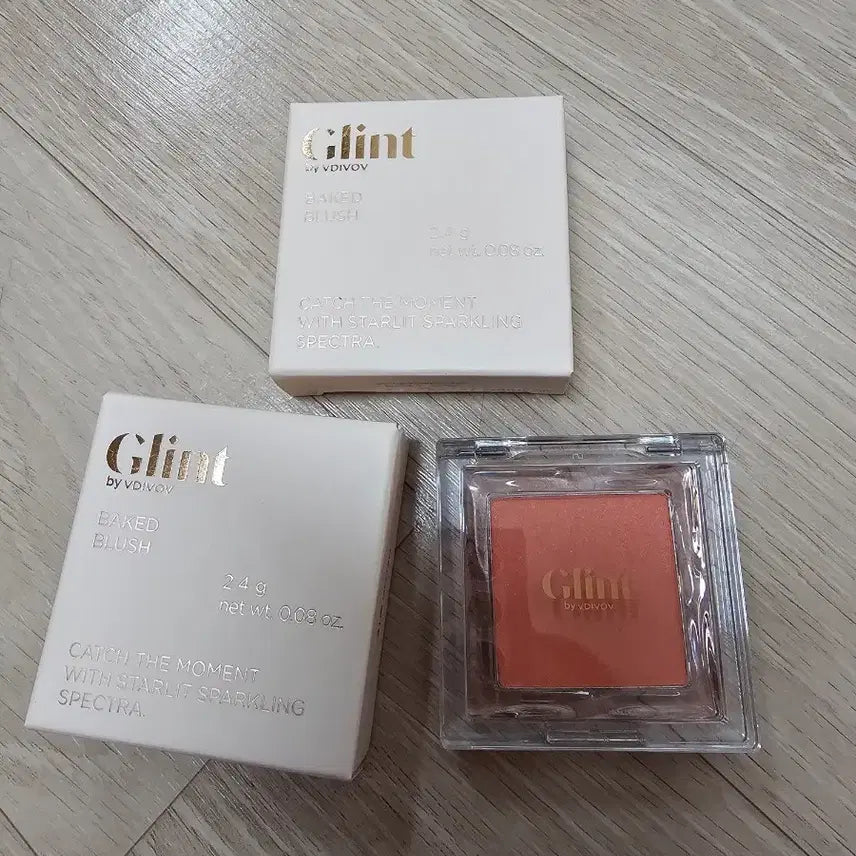 Glint
by VDIVOV
BAKED
BLUSH
2.4 g
net wt. 0.08 oz.
CATCH THE MOMENT
WITH STARLIT SPARKLING
SPECTRA.
Glint
by VDIVOV
BAKED
BLUSH
2.4 g
net wt. 0.08 oz.
CATCH THE MOMENT
WITH STARLIT SPARKLING
SPECTRA.
Glint
by VDIVOV